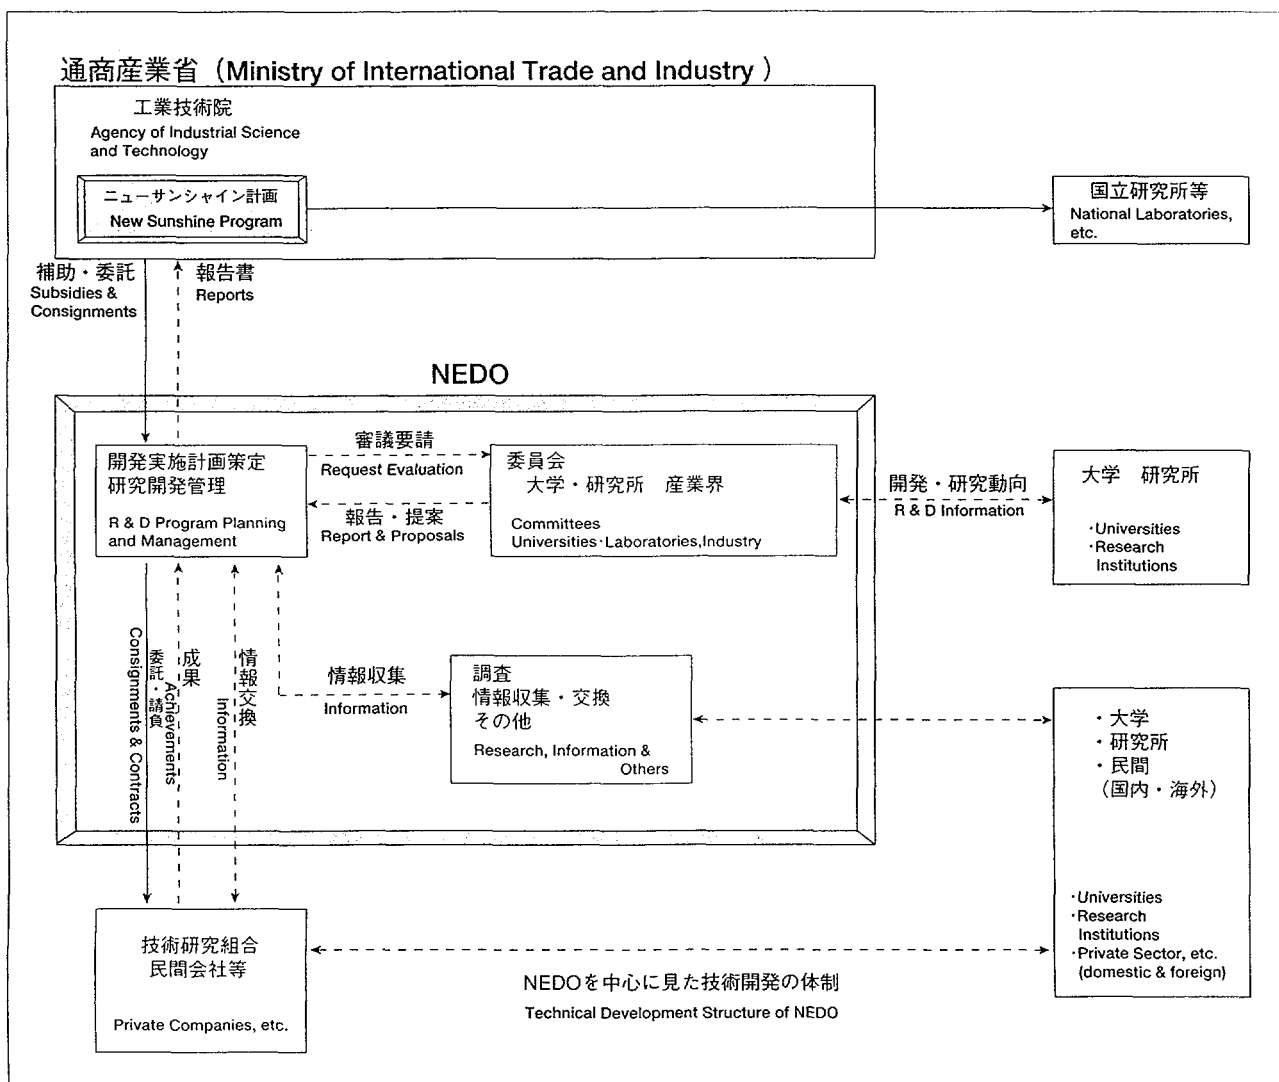 通商産業省（Ministry of International Trade and Industry ）
工業技術院
Agency of Industrial Science
and Technology
ニューサンシャイン計画
New Sunshine Program
国立研究所等
National Laboratories,
etc.
補助・委託
Subsidies &
Consignments
報告書
Reports
NEDO
開発実施計画策定
研究開発管理
R & D Program Planning
and Management
審議要請
Request Evaluation
報告・提案
Report & Proposals
委員会
大学・研究所　産業界
Committees
Universities·Laboratories,Industry
開発・研究動向
R & D Information
大学　研究所
·Universities
·Research
Institutions
委託・請負
Consignments & Contracts
成果
Achievements
情報交換
Information
情報収集
Information
調査
情報収集・交換
その他
Research, Information &
Others
・大学
・研究所
・民間
（国内・海外）
·Universities
·Research
Institutions
·Private Sector, etc.
(domestic & foreign)
技術研究組合
民間会社等
Private Companies, etc.
NEDOを中心に見た技術開発の体制
Technical Development Structure of NEDO